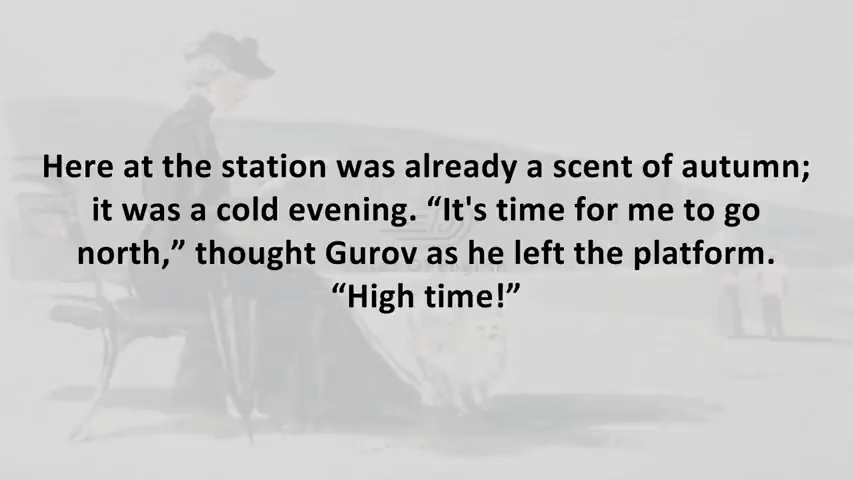 Here at the station was already a scent of autumn;
it was a cold evening. “It's time for me to go
north,” thought Gurov as he left the platform.
“High time!”